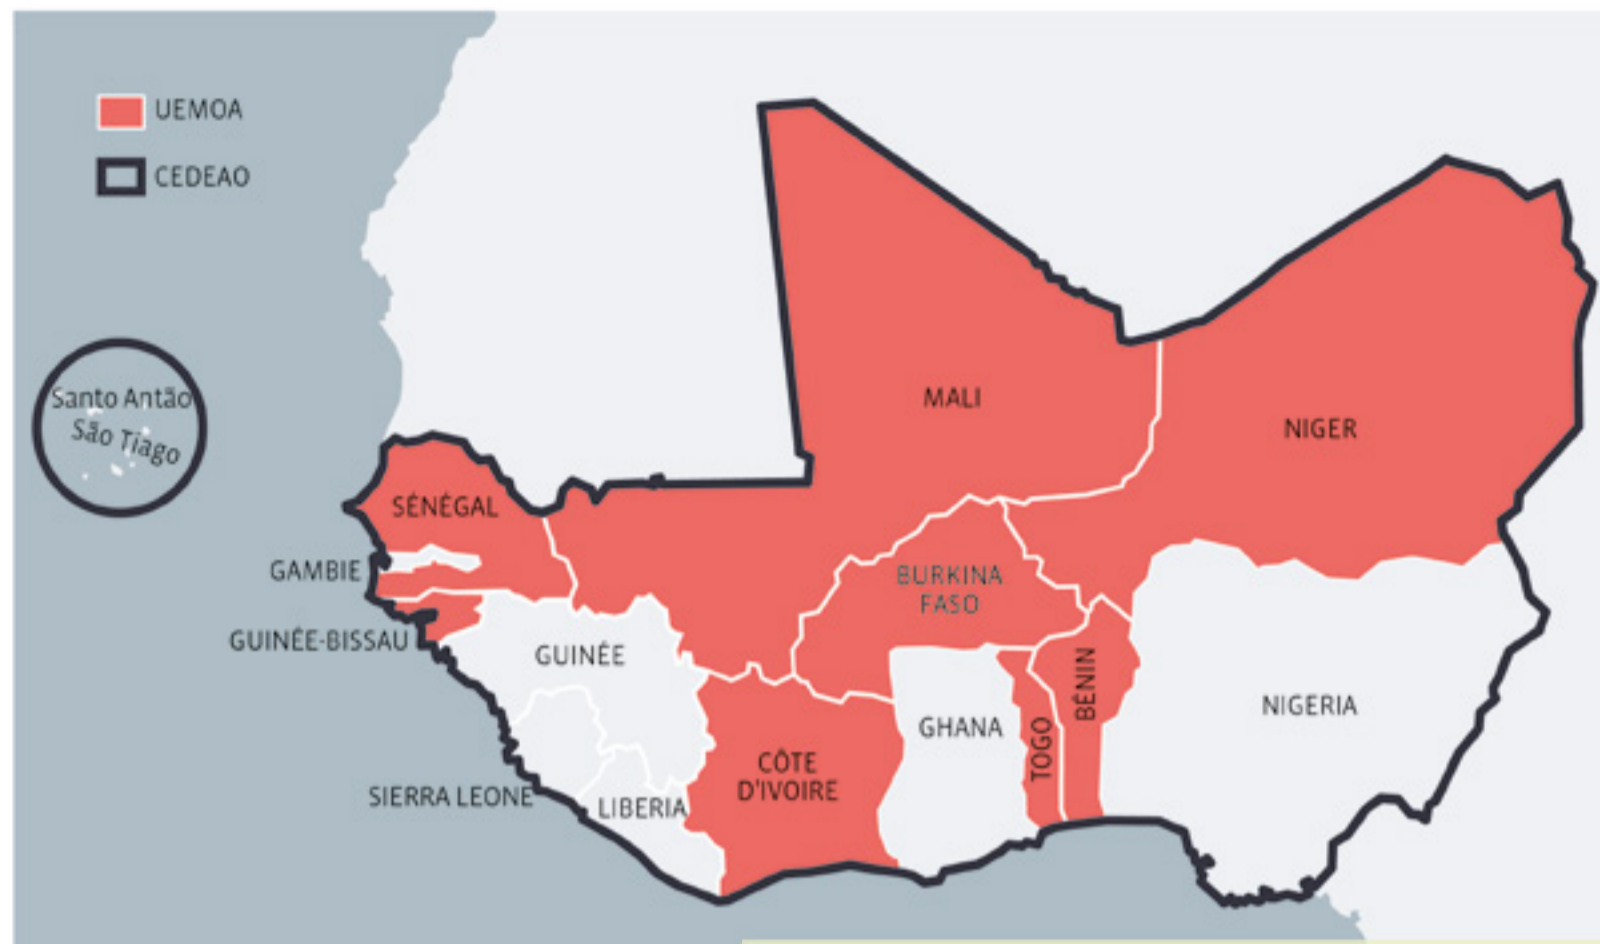 UEMOA
CEDEAO
Santo Antão
São Tiago
MALI
NIGER
SÉNÉGAL
GAMBIE
BURKINA
FASO
GUINÉE-BISSAU
GUINÉE
BÉNIN
NIGERIA
GHANA
TOGO
CÔTE
D'IVOIRE
SIERRA LEONE
LIBERIA